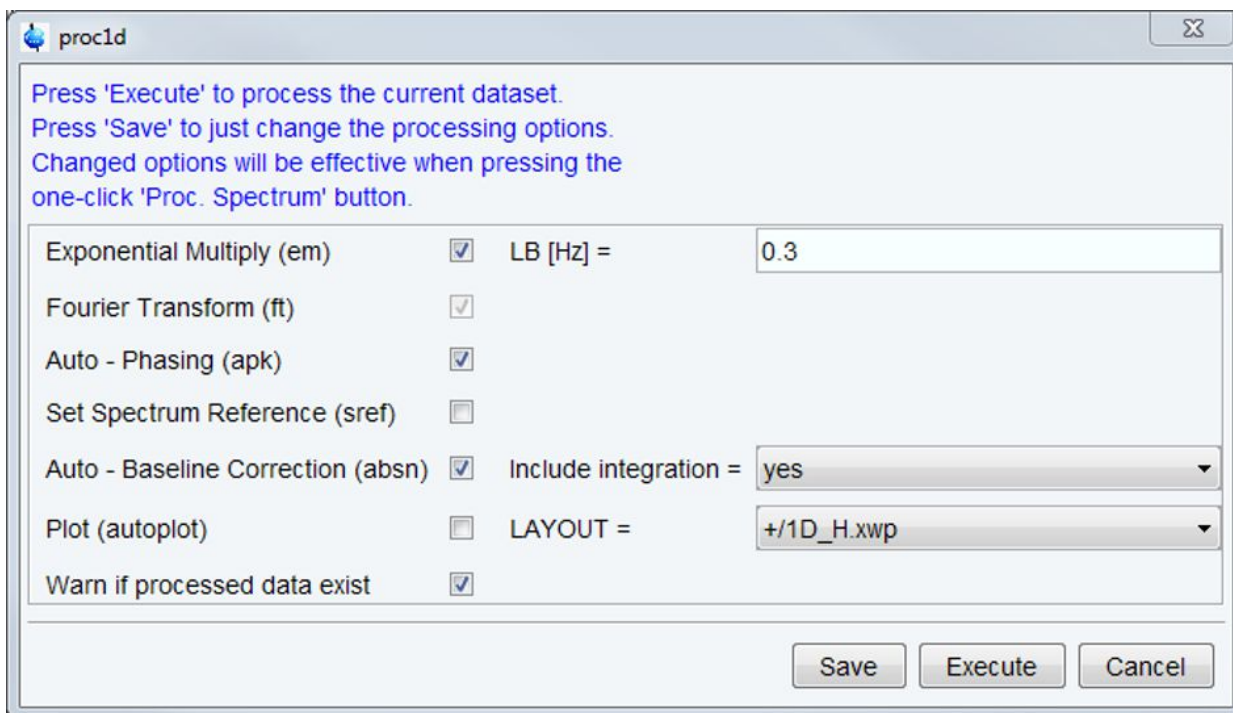 proc1d
Press 'Execute' to process the current dataset.
Press 'Save' to just change the processing options.
Changed options will be effective when pressing the
one-click 'Proc. Spectrum' button.
Exponential Multiply (em) LB [Hz] = 0.3
Fourier Transform (ft)
Auto - Phasing (apk)
Set Spectrum Reference (sref)
Auto - Baseline Correction (absn) Include integration = yes
Plot (autoplot) LAYOUT = +/1D_H.xwp
Warn if processed data exist
Save Execute Cancel